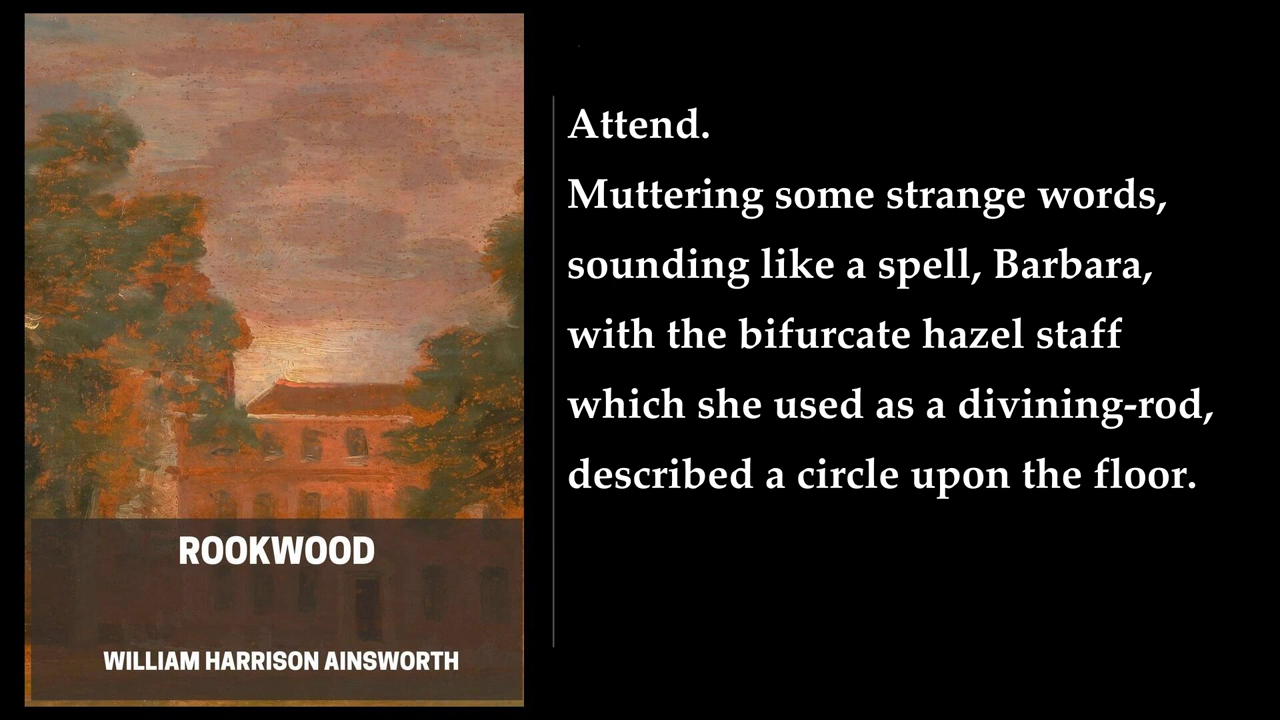 Attend.
Muttering some strange words,
sounding like a spell, Barbara,
with the bifurcate hazel staff
which she used as a divining-rod,
described a circle upon the floor.
ROOKWOOD
WILLIAM HARRISON AINSWORTH